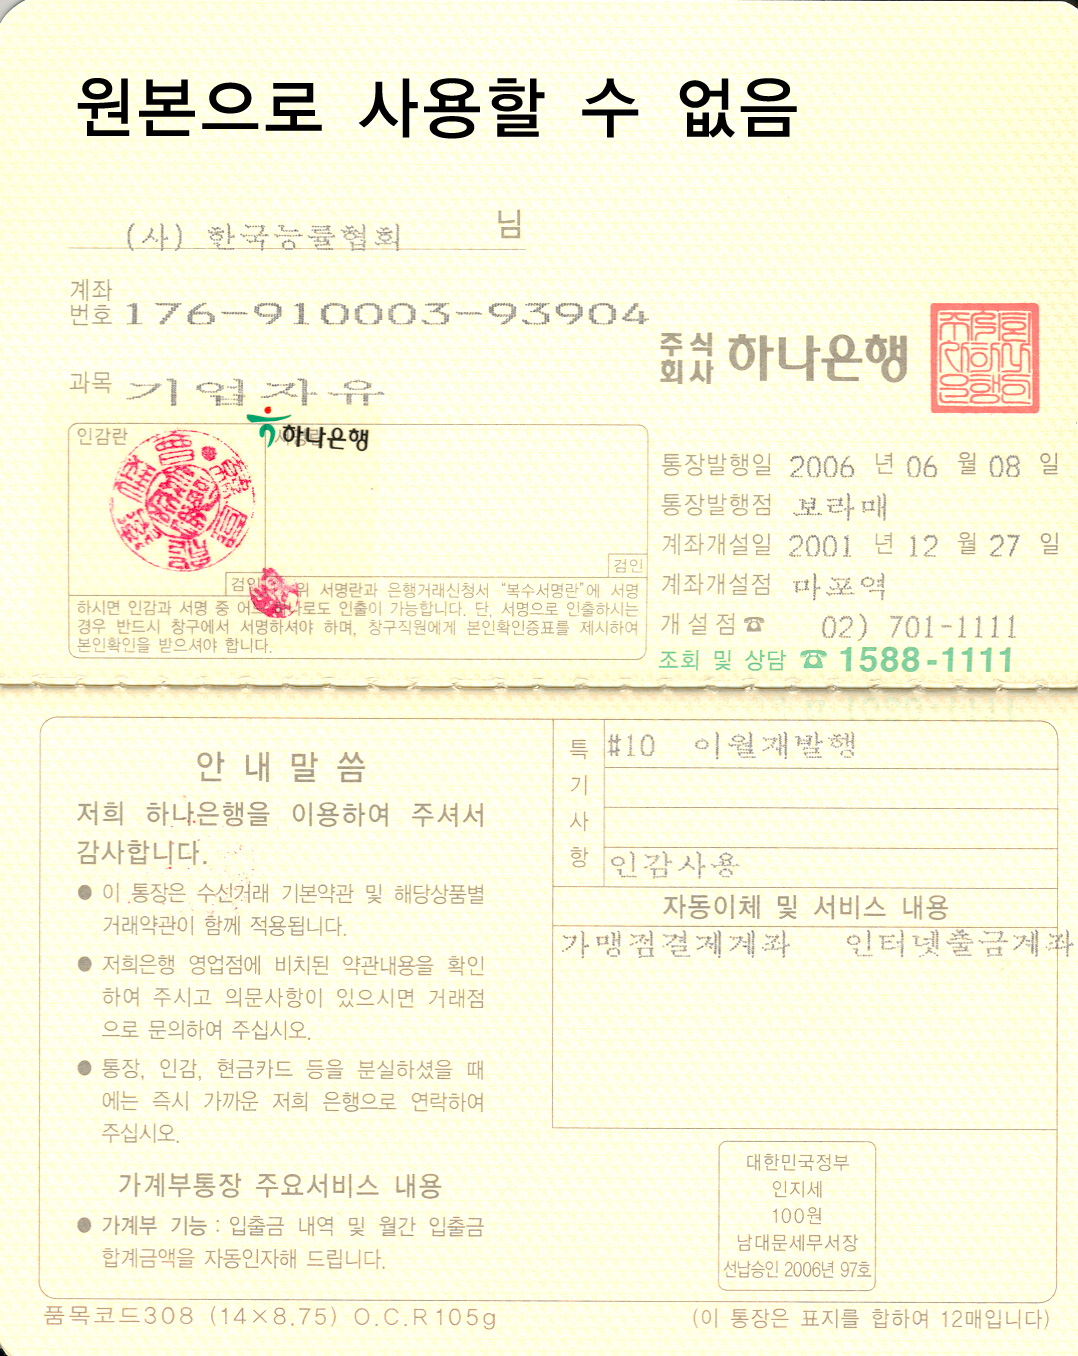 원본으로 사용할 수 없음
(사) 한국능률협회 님
계좌
번호 176-910003-93904
과목 기업자유
주식
회사 하나은행
인감란
하나은행
검인
검인
위 서명란과 은행거래신청서 "복수서명란"에 서명
하시면 인감과 서명 중 어느 하나로도 인출이 가능합니다. 단, 서명으로 인출하시는
경우 반드시 창구에서 서명하셔야 하며, 창구직원에게 본인확인증표를 제시하여
본인확인을 받으셔야 합니다.
통장발행일 2006 년 06 월 08 일
통장발행점 보라매
계좌개설일 2001 년 12 월 27 일
계좌개설점 마포역
개설점☎ 02) 701-1111
조회 및 상담 ☎ 1588-1111
안내말씀
저희 하나은행을 이용하여 주셔서
감사합니다.
● 이 통장은 수신거래 기본약관 및 해당상품별
거래약관이 함께 적용됩니다.
● 저희은행 영업점에 비치된 약관내용을 확인
하여 주시고 의문사항이 있으시면 거래점
으로 문의하여 주십시오.
● 통장, 인감, 현금카드 등을 분실하셨을 때
에는 즉시 가까운 저희 은행으로 연락하여
주십시오.
가계부통장 주요서비스 내용
● 가계부 기능 : 입출금 내역 및 월간 입출금
합계금액을 자동인자해 드립니다.
특기사항
#10 이월재발행
인감사용
자동이체 및 서비스 내용
가맹점결제계좌 인터넷출금계좌
대한민국정부
인지세
100원
남대문세무서장
선납승인 2006년 97호
품목코드308 (14×8.75) O.C.R 105g
(이 통장은 표지를 합하여 12매입니다)